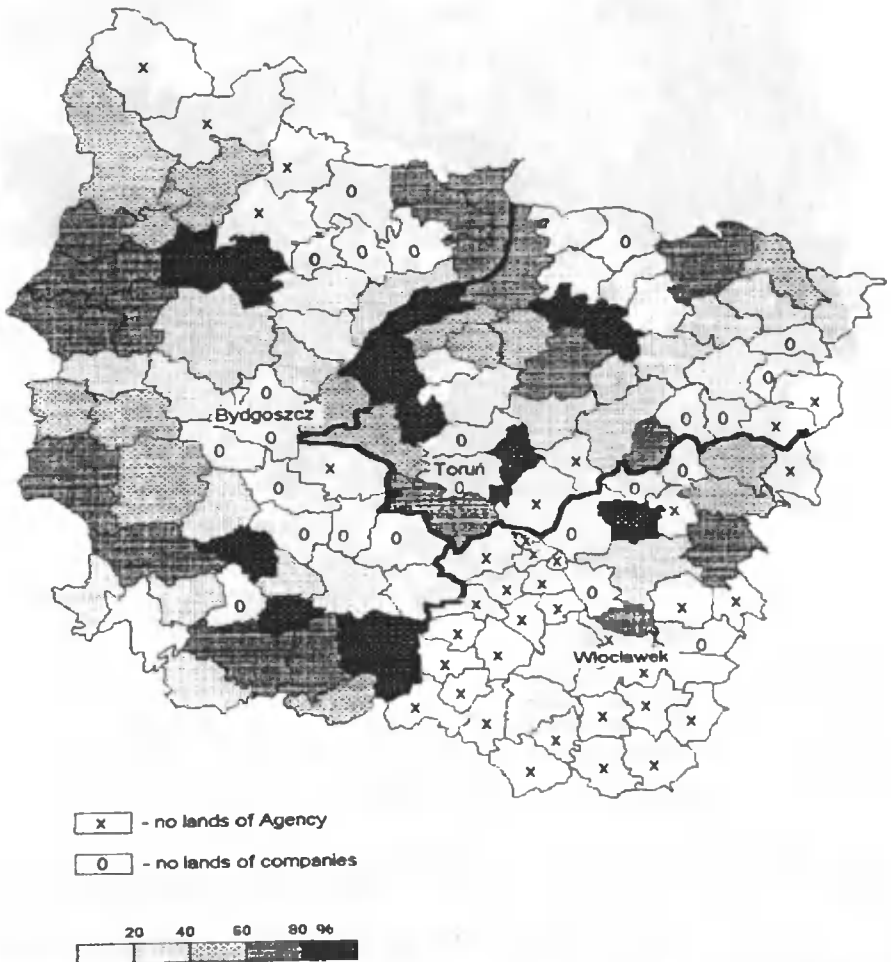 Bydgoszcz
Toruń
Włocławek
x - no lands of Agency
0 - no lands of companies
20 40 60 80 %